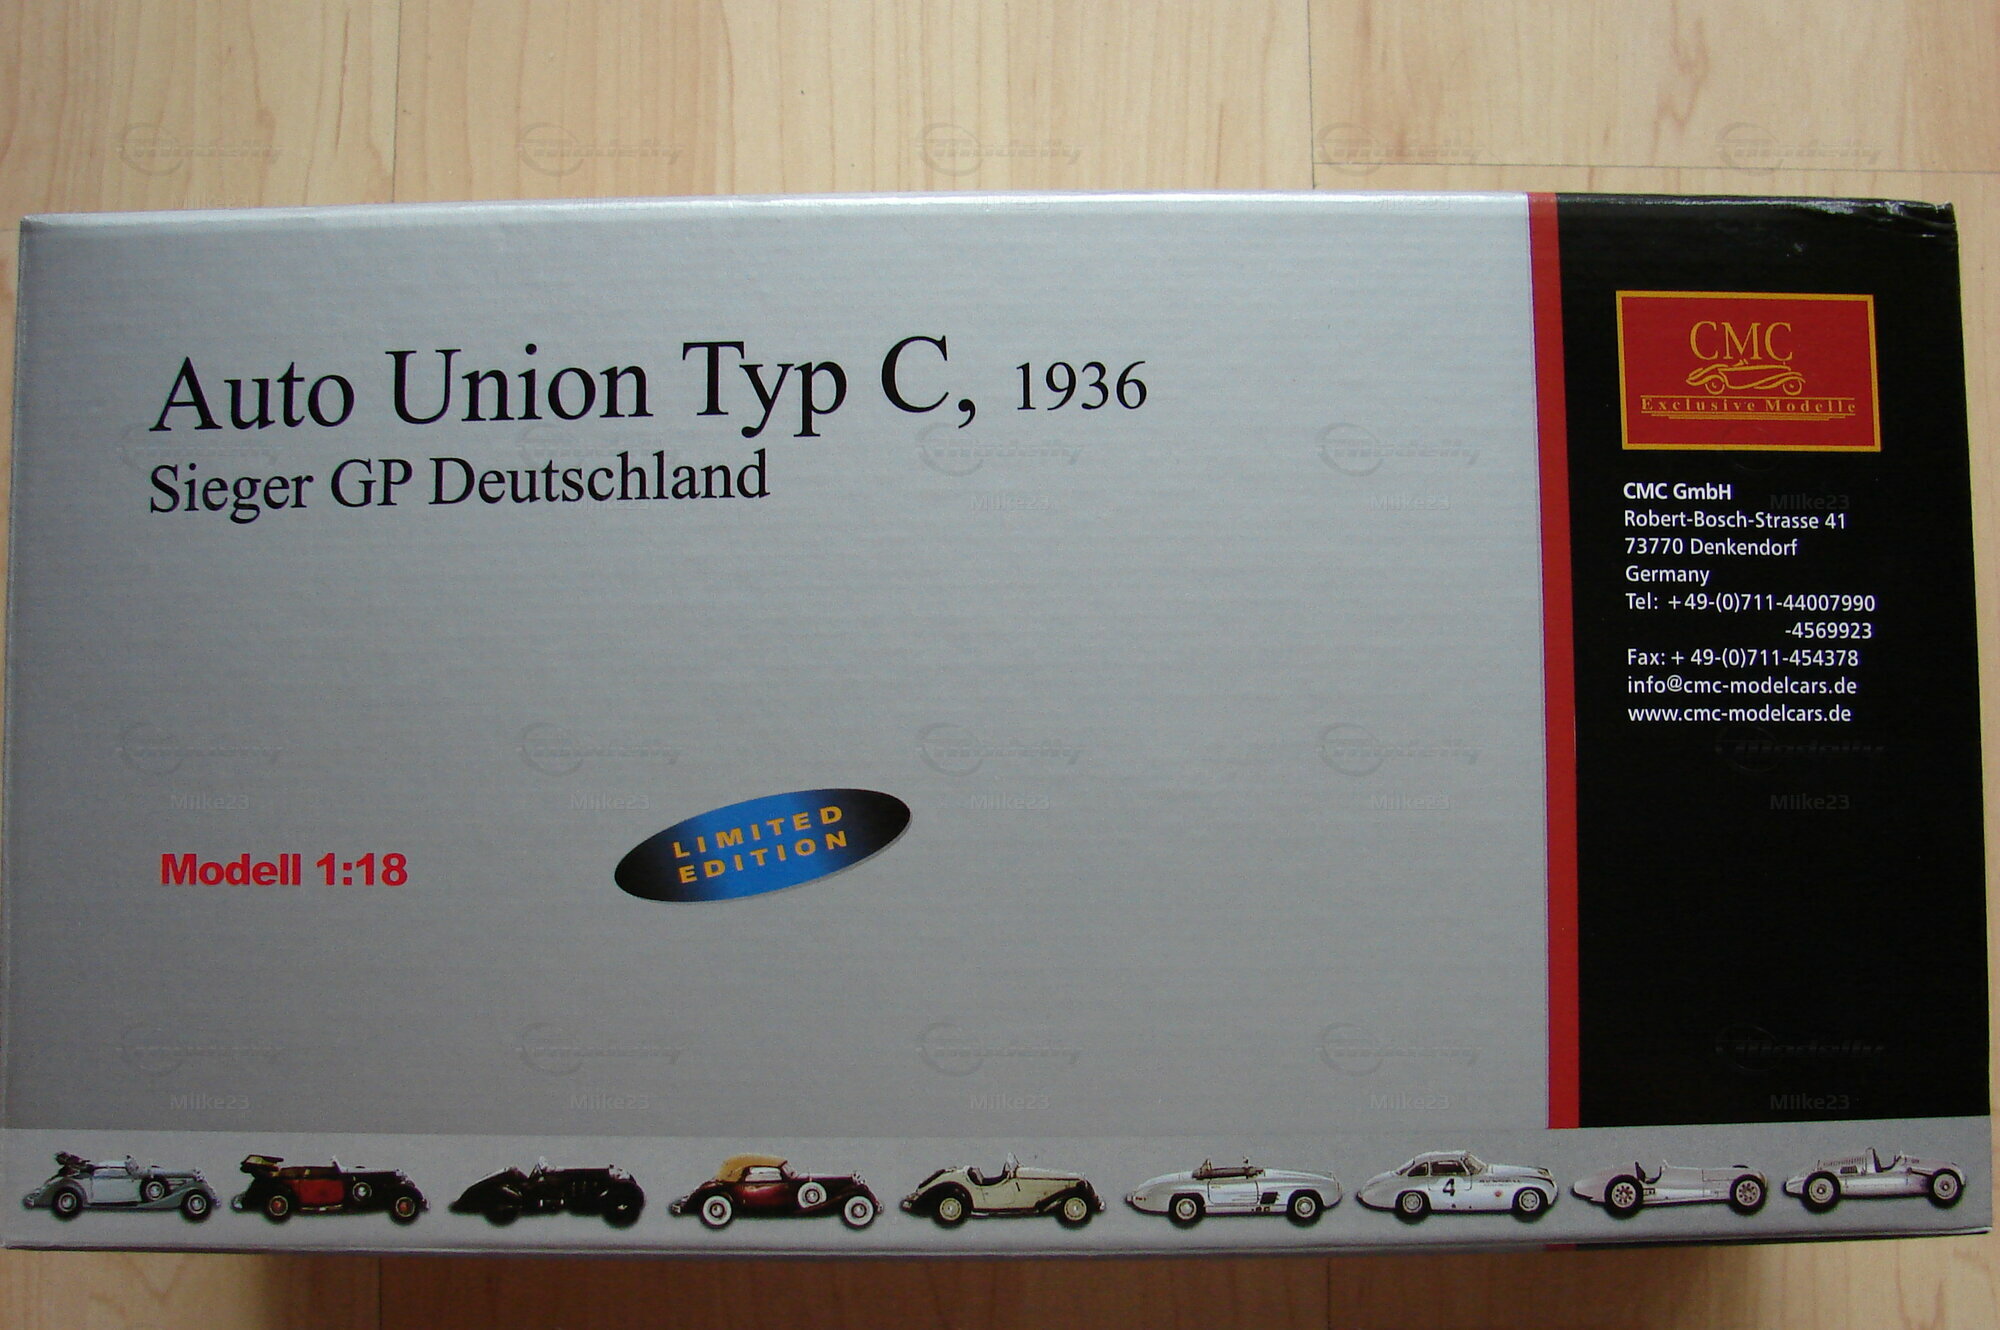 Auto Union Typ C, 1936
Sieger GP Deutschland
Modell 1:18
LIMITED
EDITION
CMC
Exclusive Modelle
CMC GmbH
Robert-Bosch-Strasse 41
73770 Denkendorf
Germany
Tel: +49-(0)711-44007990
-4569923
Fax: + 49-(0)711-454378
info@cmc-modelcars.de
www.cmc-modelcars.de
4
Modelly
MIke23